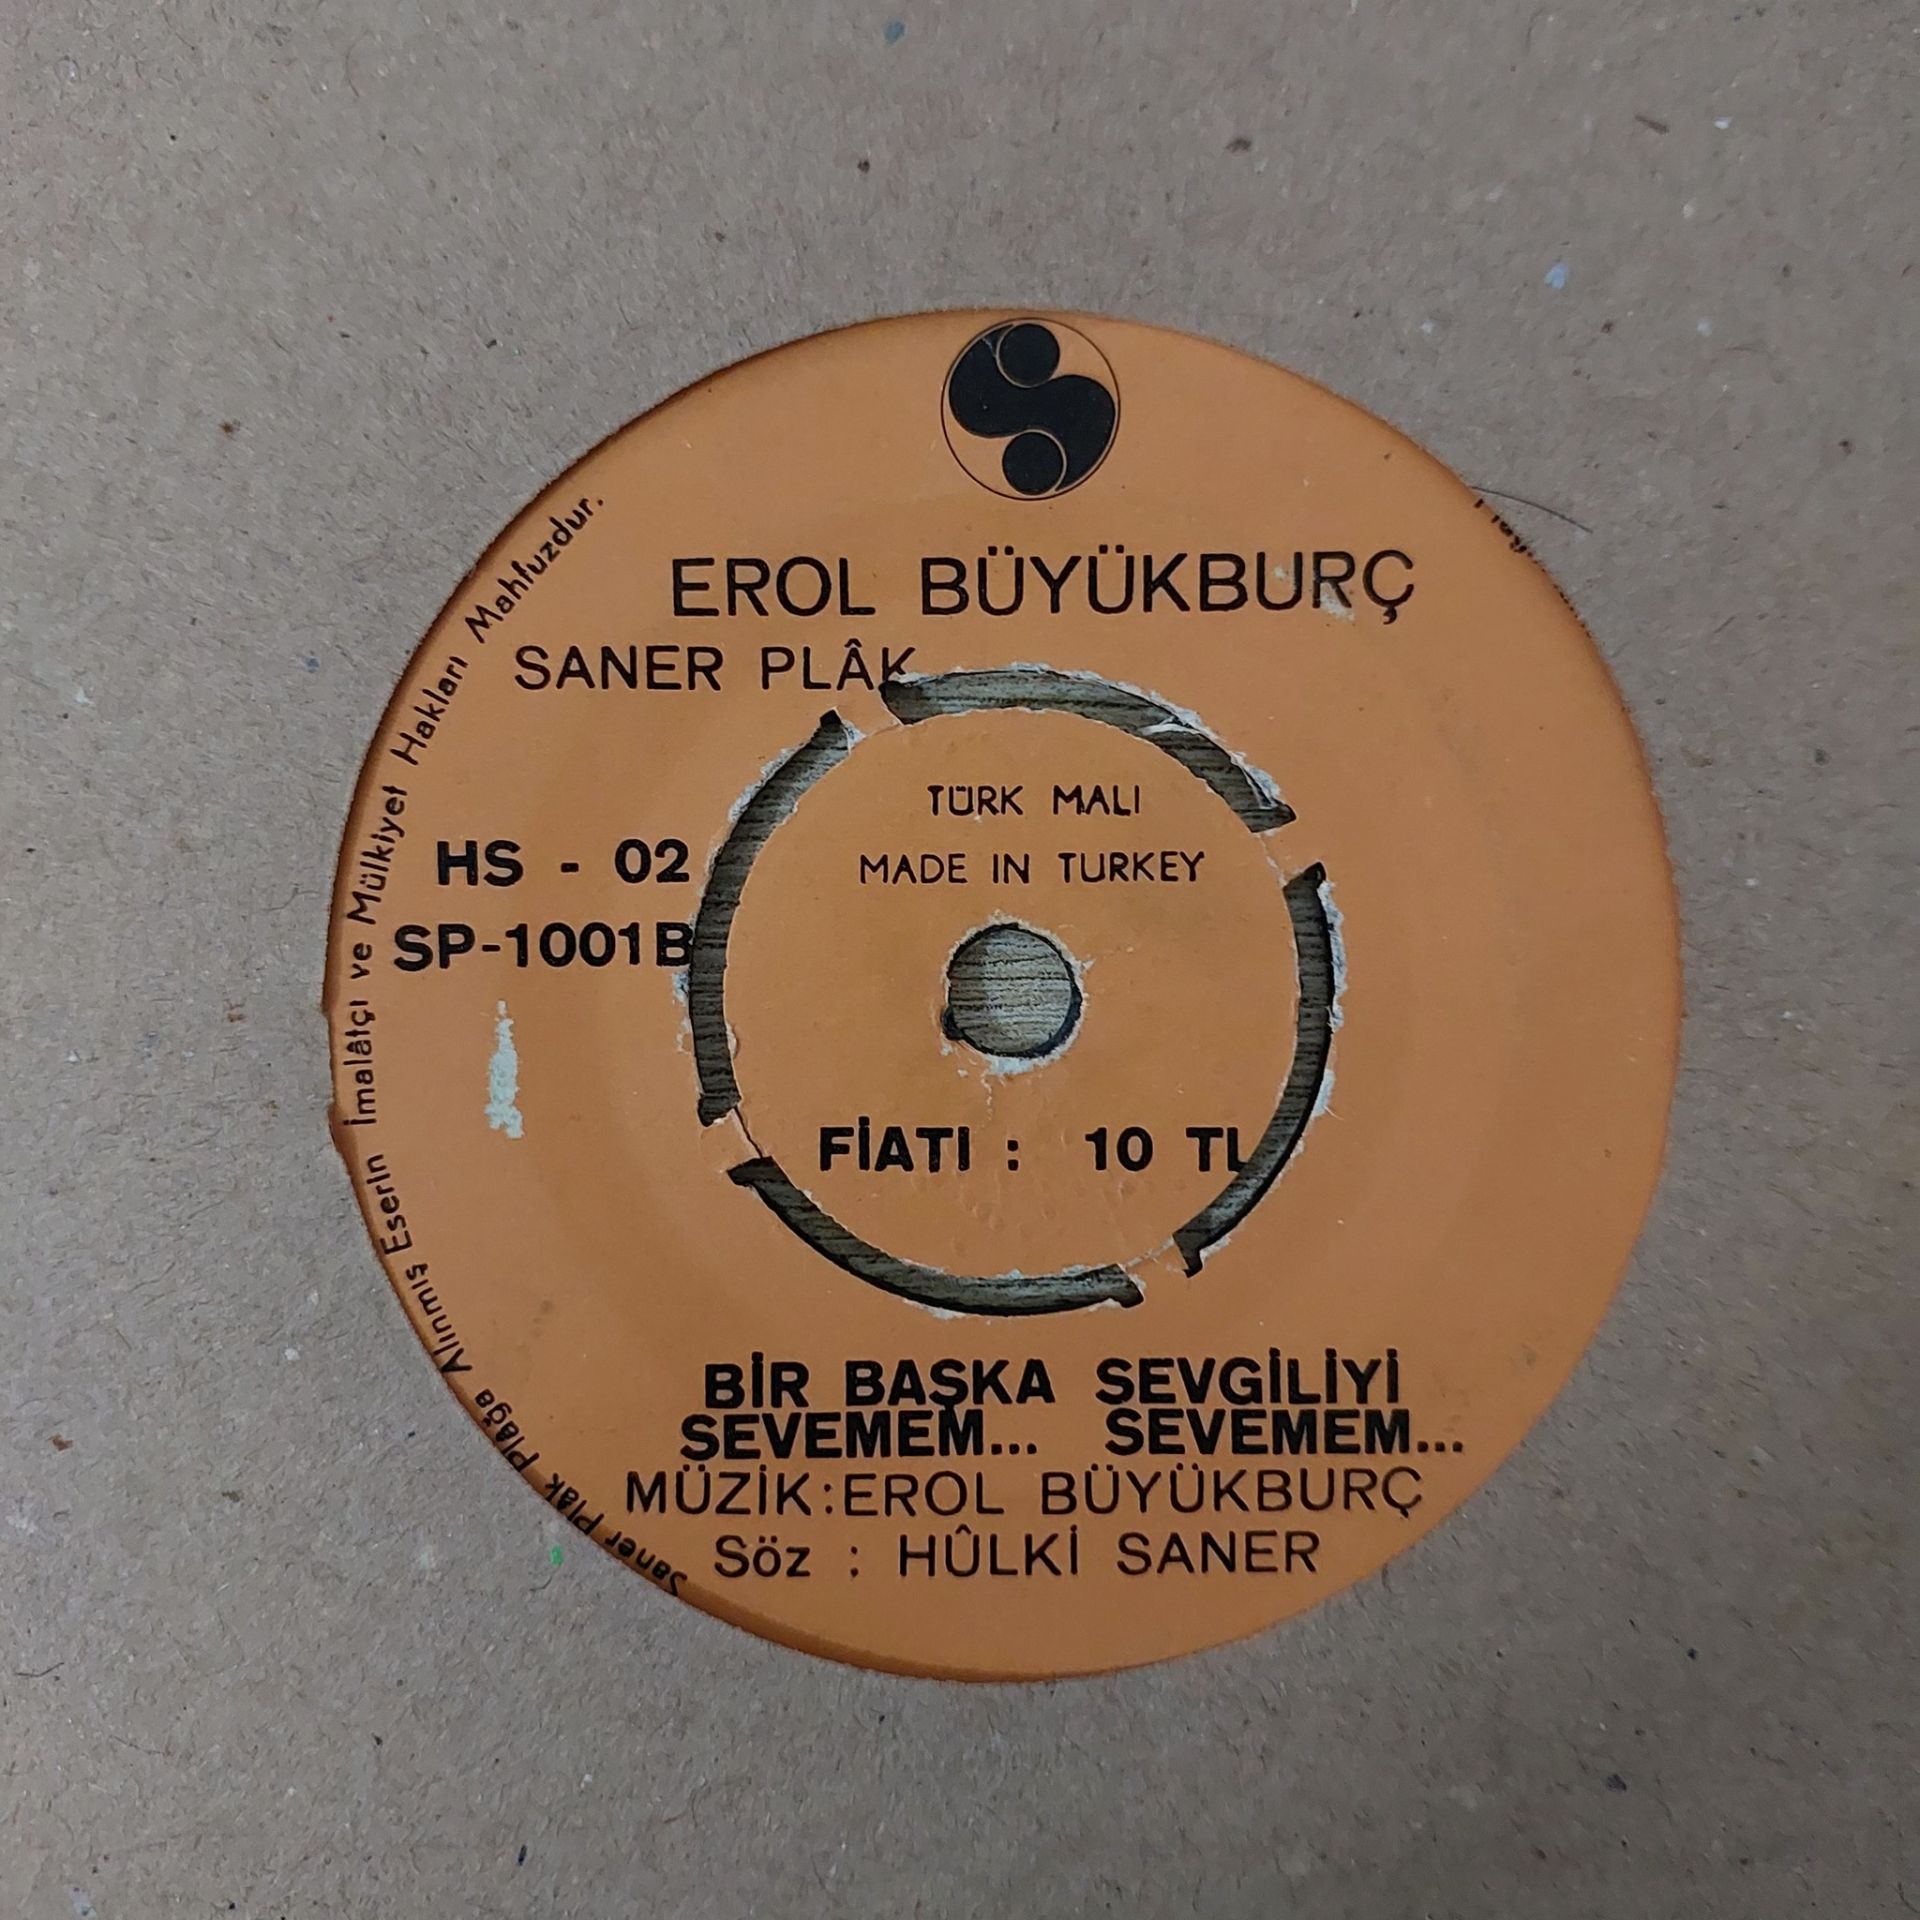 EROL BÜYÜKBURÇ
SANER PLÂK
TÜRK MALI
MADE IN TURKEY
HS - 02
SP-1001B
FİATI : 10 TL
BİR BAŞKA SEVGİLİYİ
SEVEMEM... SEVEMEM...
MÜZİK:EROL BÜYÜKBURÇ
Söz : HÛLKİ SANER
Saner Plâk Plâğa Alınmış Eserin İmalâtçı ve Mülkiyet Hakları Mahfuzdur.